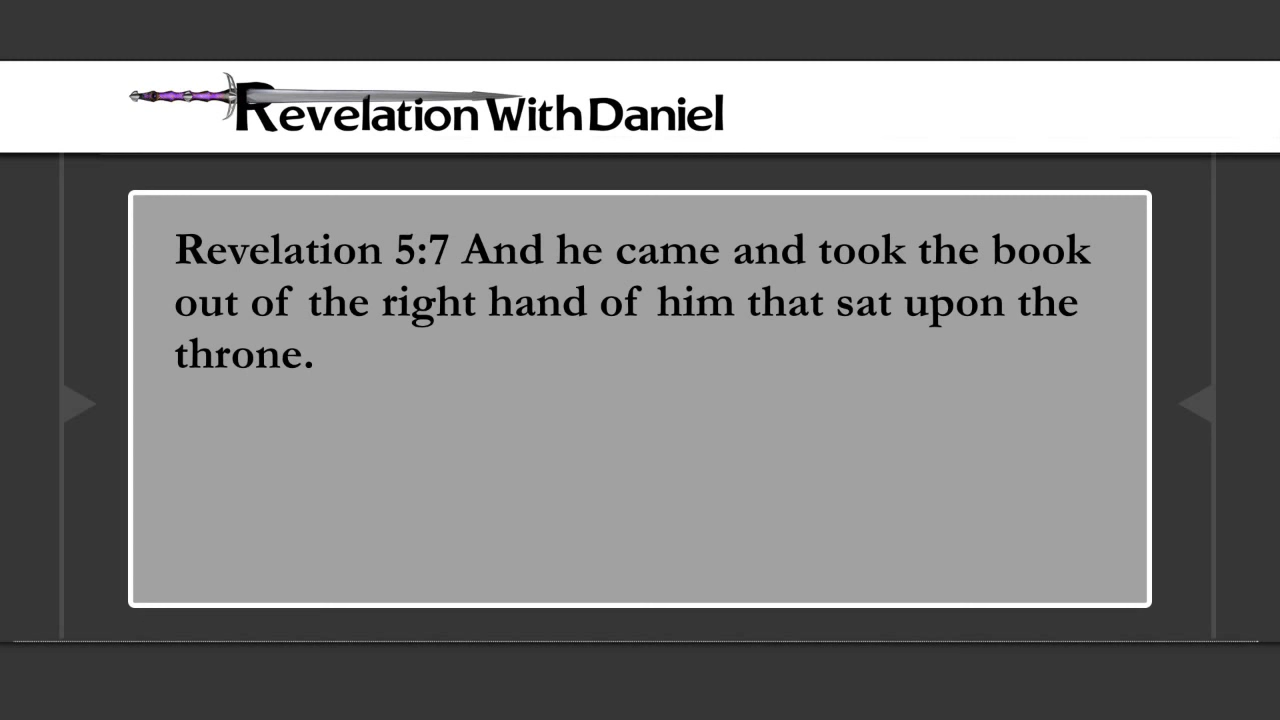 Revelation With Daniel
Revelation 5:7 And he came and took the book
out of the right hand of him that sat upon the
throne.